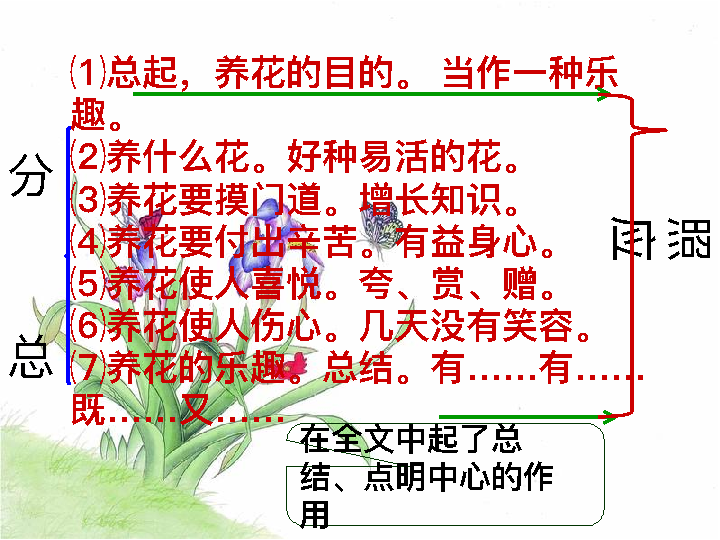 ⑴总起，养花的目的。 当作一种乐
趣。
⑵养什么花。好种易活的花。
⑶养花要摸门道。增长知识。
⑷养花要付出辛苦。有益身心。
⑸养花使人喜悦。夸、赏、赠。
⑹养花使人伤心。几天没有笑容。
⑺养花的乐趣。总结。有……有……
既……又……
分
总
在全文中起了总
结、点明中心的作
用